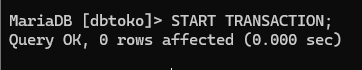 MariaDB [dbtoko]> START TRANSACTION;
Query OK, 0 rows affected (0.000 sec)